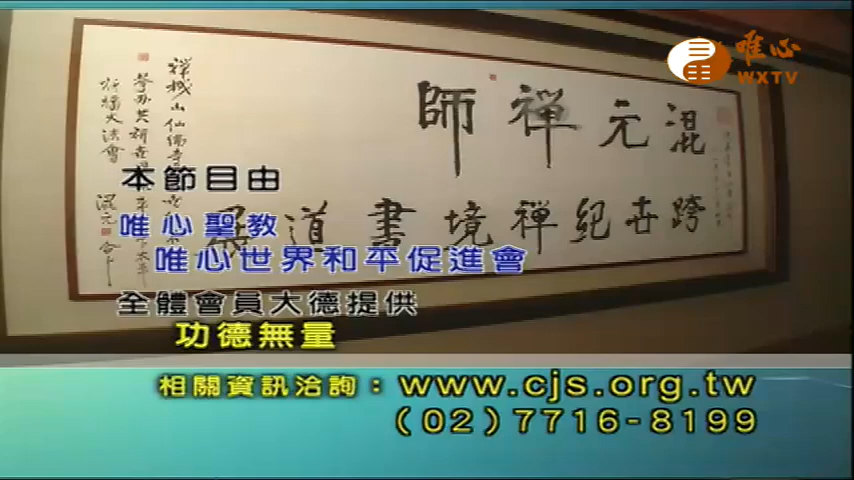 唯心
WXTV
混元禪師
跨世紀禪境書道展
本節目由
唯心聖教
唯心世界和平促進會
全體會員大德提供
功德無量
相關資訊洽詢：www.cjs.org.tw
(02)7716-8199